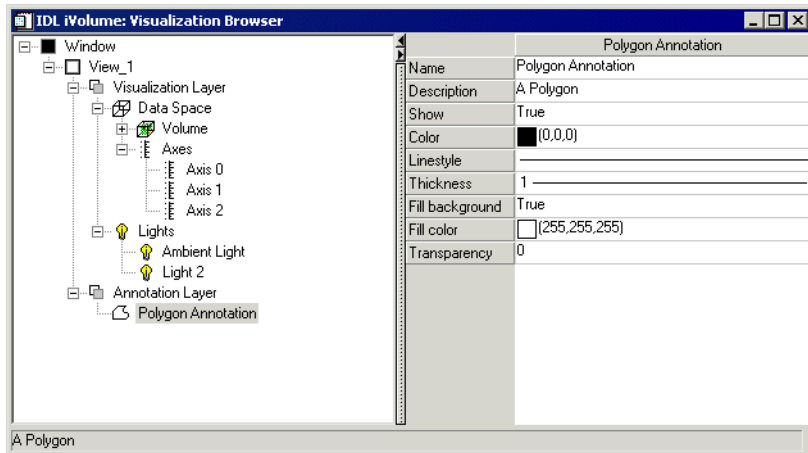 IDL iVolume: Visualization Browser
Window
View_1
Visualization Layer
Data Space
Volume
Axes
Axis 0
Axis 1
Axis 2
Lights
Ambient Light
Light 2
Annotation Layer
Polygon Annotation
Polygon Annotation
Name Polygon Annotation
Description A Polygon
Show True
Color (0,0,0)
Linestyle
Thickness 1
Fill background True
Fill color (255,255,255)
Transparency 0
A Polygon